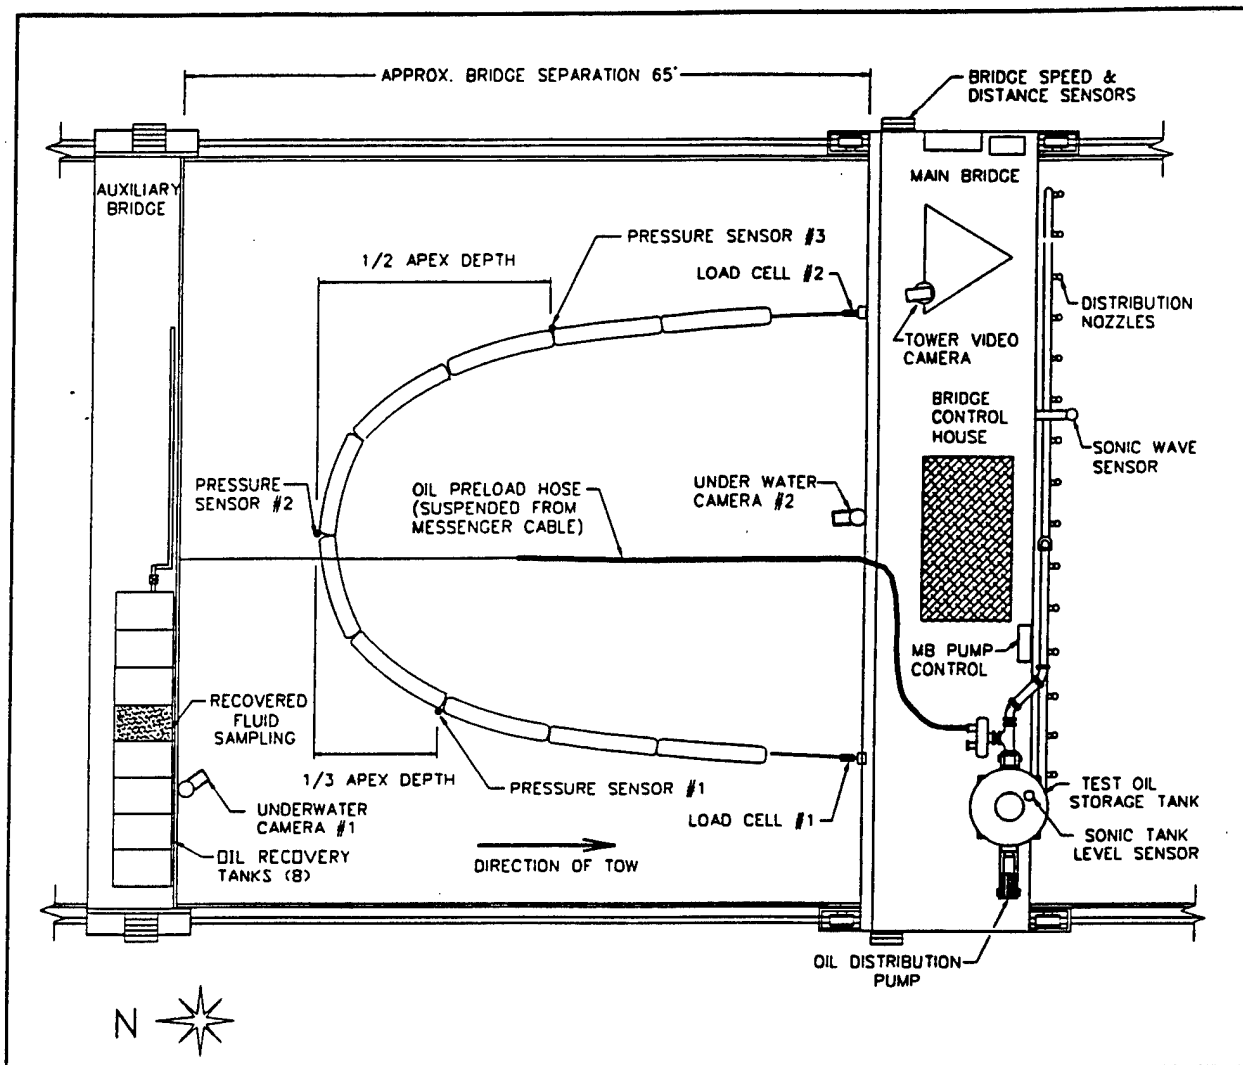 APPROX. BRIDGE SEPARATION 65'
BRIDGE SPEED &
DISTANCE SENSORS
AUXILIARY
BRIDGE
MAIN BRIDGE
PRESSURE SENSOR #3
1/2 APEX DEPTH
LOAD CELL #2
DISTRIBUTION
NOZZLES
TOWER VIDEO
CAMERA
BRIDGE
CONTROL
HOUSE
SONIC WAVE
SENSOR
PRESSURE
SENSOR #2
OIL PRELOAD HOSE
(SUSPENDED FROM
MESSENGER CABLE)
UNDER WATER
CAMERA #2
MB PUMP
CONTROL
RECOVERED
FLUID
SAMPLING
1/3 APEX DEPTH
PRESSURE SENSOR #1
TEST OIL
STORAGE TANK
UNDERWATER
CAMERA #1
LOAD CELL #1
SONIC TANK
LEVEL SENSOR
OIL RECOVERY
TANKS (8)
DIRECTION OF TOW
OIL DISTRIBUTION
PUMP
N